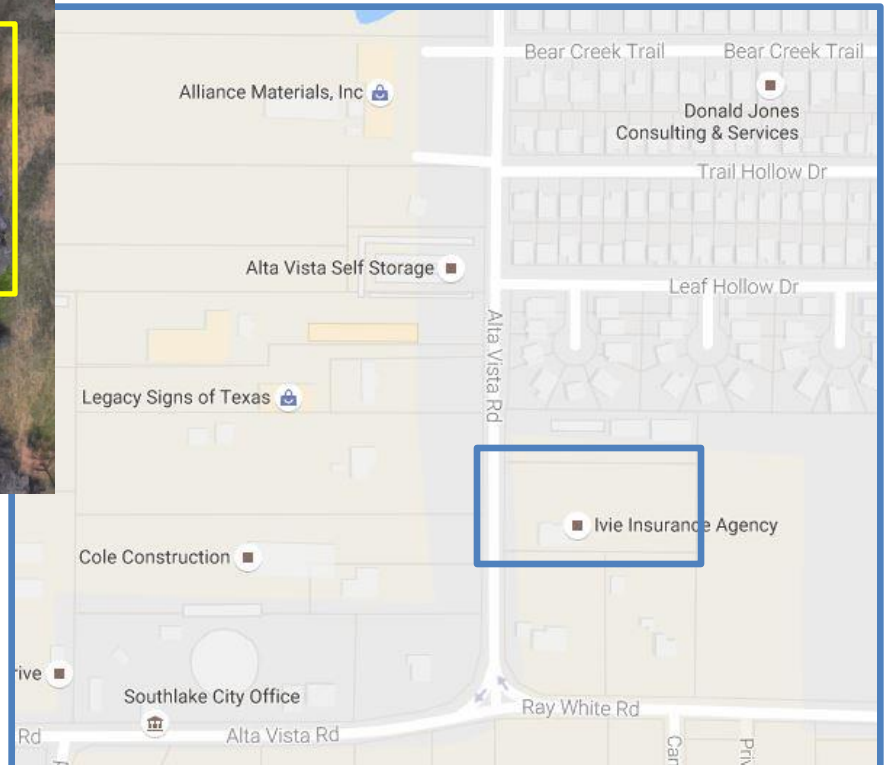 Bear Creek Trail
Bear Creek Trail
Alliance Materials, Inc
Donald Jones
Consulting & Services
Trail Hollow Dr
Alta Vista Self Storage
Leaf Hollow Dr
Alta Vista Rd
Legacy Signs of Texas
Ivie Insurance Agency
Cole Construction
rive
Southlake City Office
Ray White Rd
Rd
Alta Vista Rd
Car
Priv